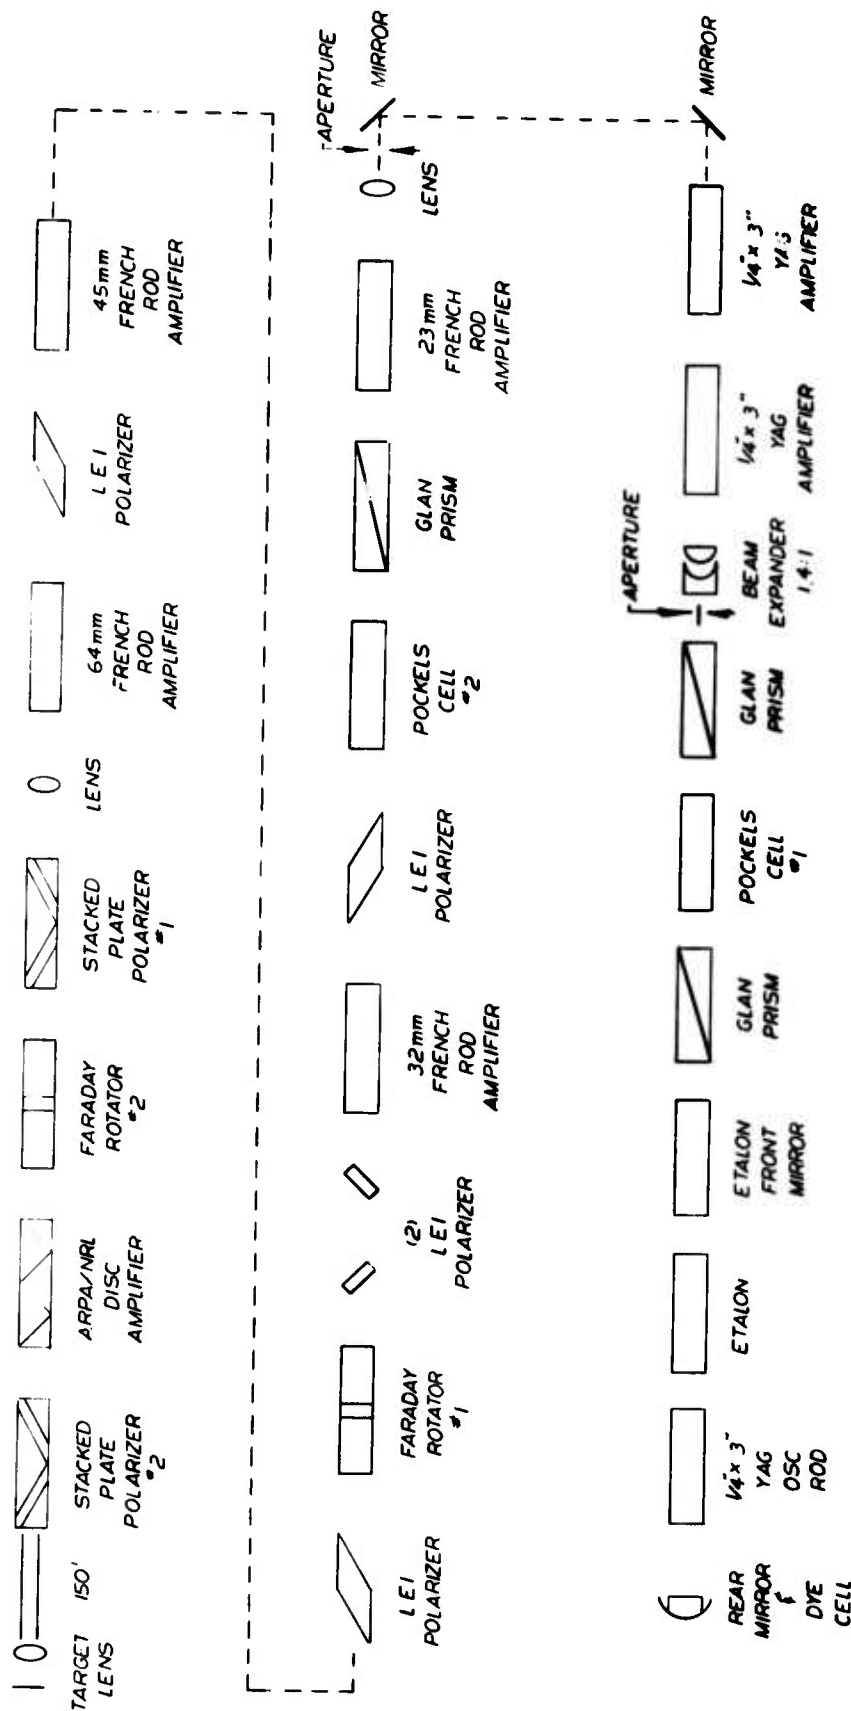 TARGET 150'
LENS
STACKED
PLATE
POLARIZER
#2
ARPA/NRL
DISC
AMPLIFIER
FARADAY
ROTATOR
#2
STACKED
PLATE
POLARIZER
#1
LENS
64mm
FRENCH
ROD
AMPLIFIER
LEI
POLARIZER
45mm
FRENCH
ROD
AMPLIFIER
LEI
POLARIZER
FARADAY
ROTATOR
#1
(2)
LEI
POLARIZER
32mm
FRENCH
ROD
AMPLIFIER
LEI
POLARIZER
POCKELS
CELL
#2
GLAN
PRISM
23mm
FRENCH
ROD
AMPLIFIER
LENS
APERTURE
MIRROR
REAR
MIRROR
&
DYE
CELL
1/4" x 3"
YAG
OSC
ROD
ETALON
ETALON
FRONT
MIRROR
GLAN
PRISM
POCKELS
CELL
#1
GLAN
PRISM
APERTURE
BEAM
EXPANDER
1.4:1
1/4" x 3"
YAG
AMPLIFIER
1/4" x 3"
YAG
AMPLIFIER
MIRROR